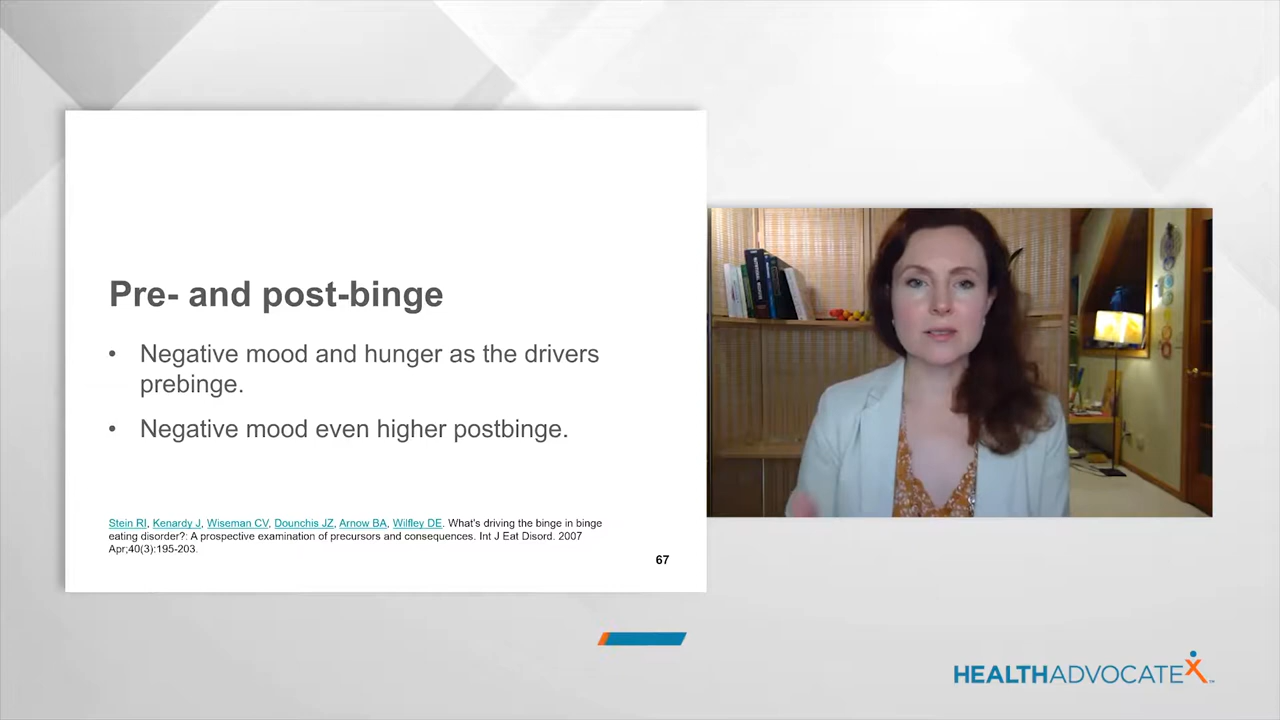 Pre- and post-binge
• Negative mood and hunger as the drivers
prebinge.
• Negative mood even higher postbinge.
Stein RI, Kenardy J, Wiseman CV, Dounchis JZ, Arnow BA, Wilfley DE. What's driving the binge in binge
eating disorder?: A prospective examination of precursors and consequences. Int J Eat Disord. 2007
Apr;40(3):195-203.
67
HEALTHADVOCATEX™